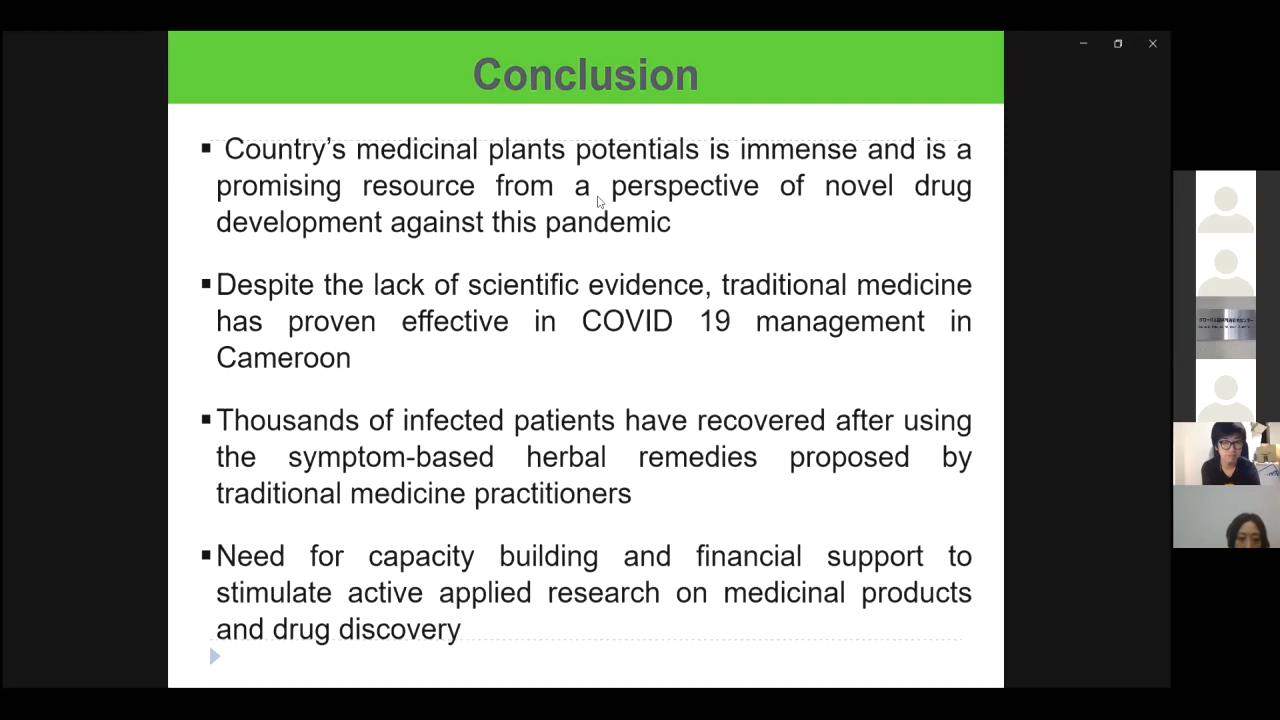 Conclusion
▪ Country's medicinal plants potentials is immense and is a
promising resource from a perspective of novel drug
development against this pandemic
▪Despite the lack of scientific evidence, traditional medicine
has proven effective in COVID 19 management in
Cameroon
▪Thousands of infected patients have recovered after using
the symptom-based herbal remedies proposed by
traditional medicine practitioners
▪Need for capacity building and financial support to
stimulate active applied research on medicinal products
and drug discovery